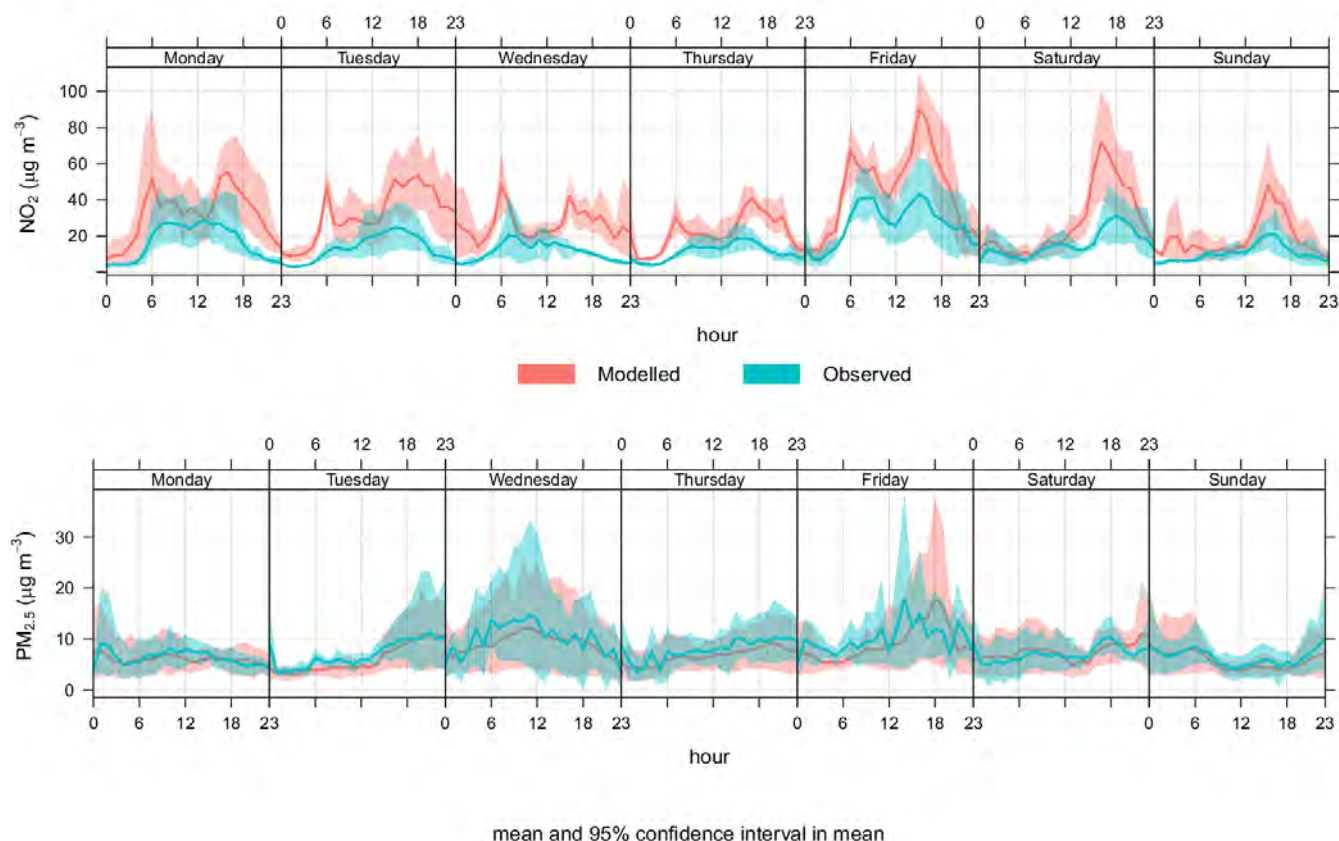 0 6 12 18 23 0 6 12 18 23 0 6 12 18 23
Monday Tuesday Wednesday Thursday Friday Saturday Sunday
100
80
60
40
20
NO₂ (µg m⁻³)
0 6 12 18 23 0 6 12 18 23 0 6 12 18 23 0 6 12 18 23
hour
Modelled Observed
0 6 12 18 23 0 6 12 18 23 0 6 12 18 23
Monday Tuesday Wednesday Thursday Friday Saturday Sunday
30
20
10
0
PM₂.₅ (µg m⁻³)
0 6 12 18 23 0 6 12 18 23 0 6 12 18 23 0 6 12 18 23
hour
mean and 95% confidence interval in mean